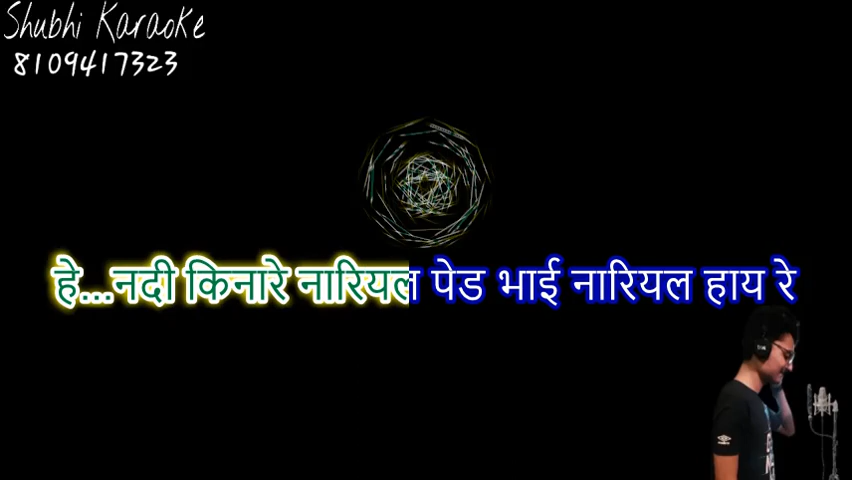 Shubhi Karaoke
8109417323
हे...नदी किनारे नारियल पेड भाई नारियल हाय रे